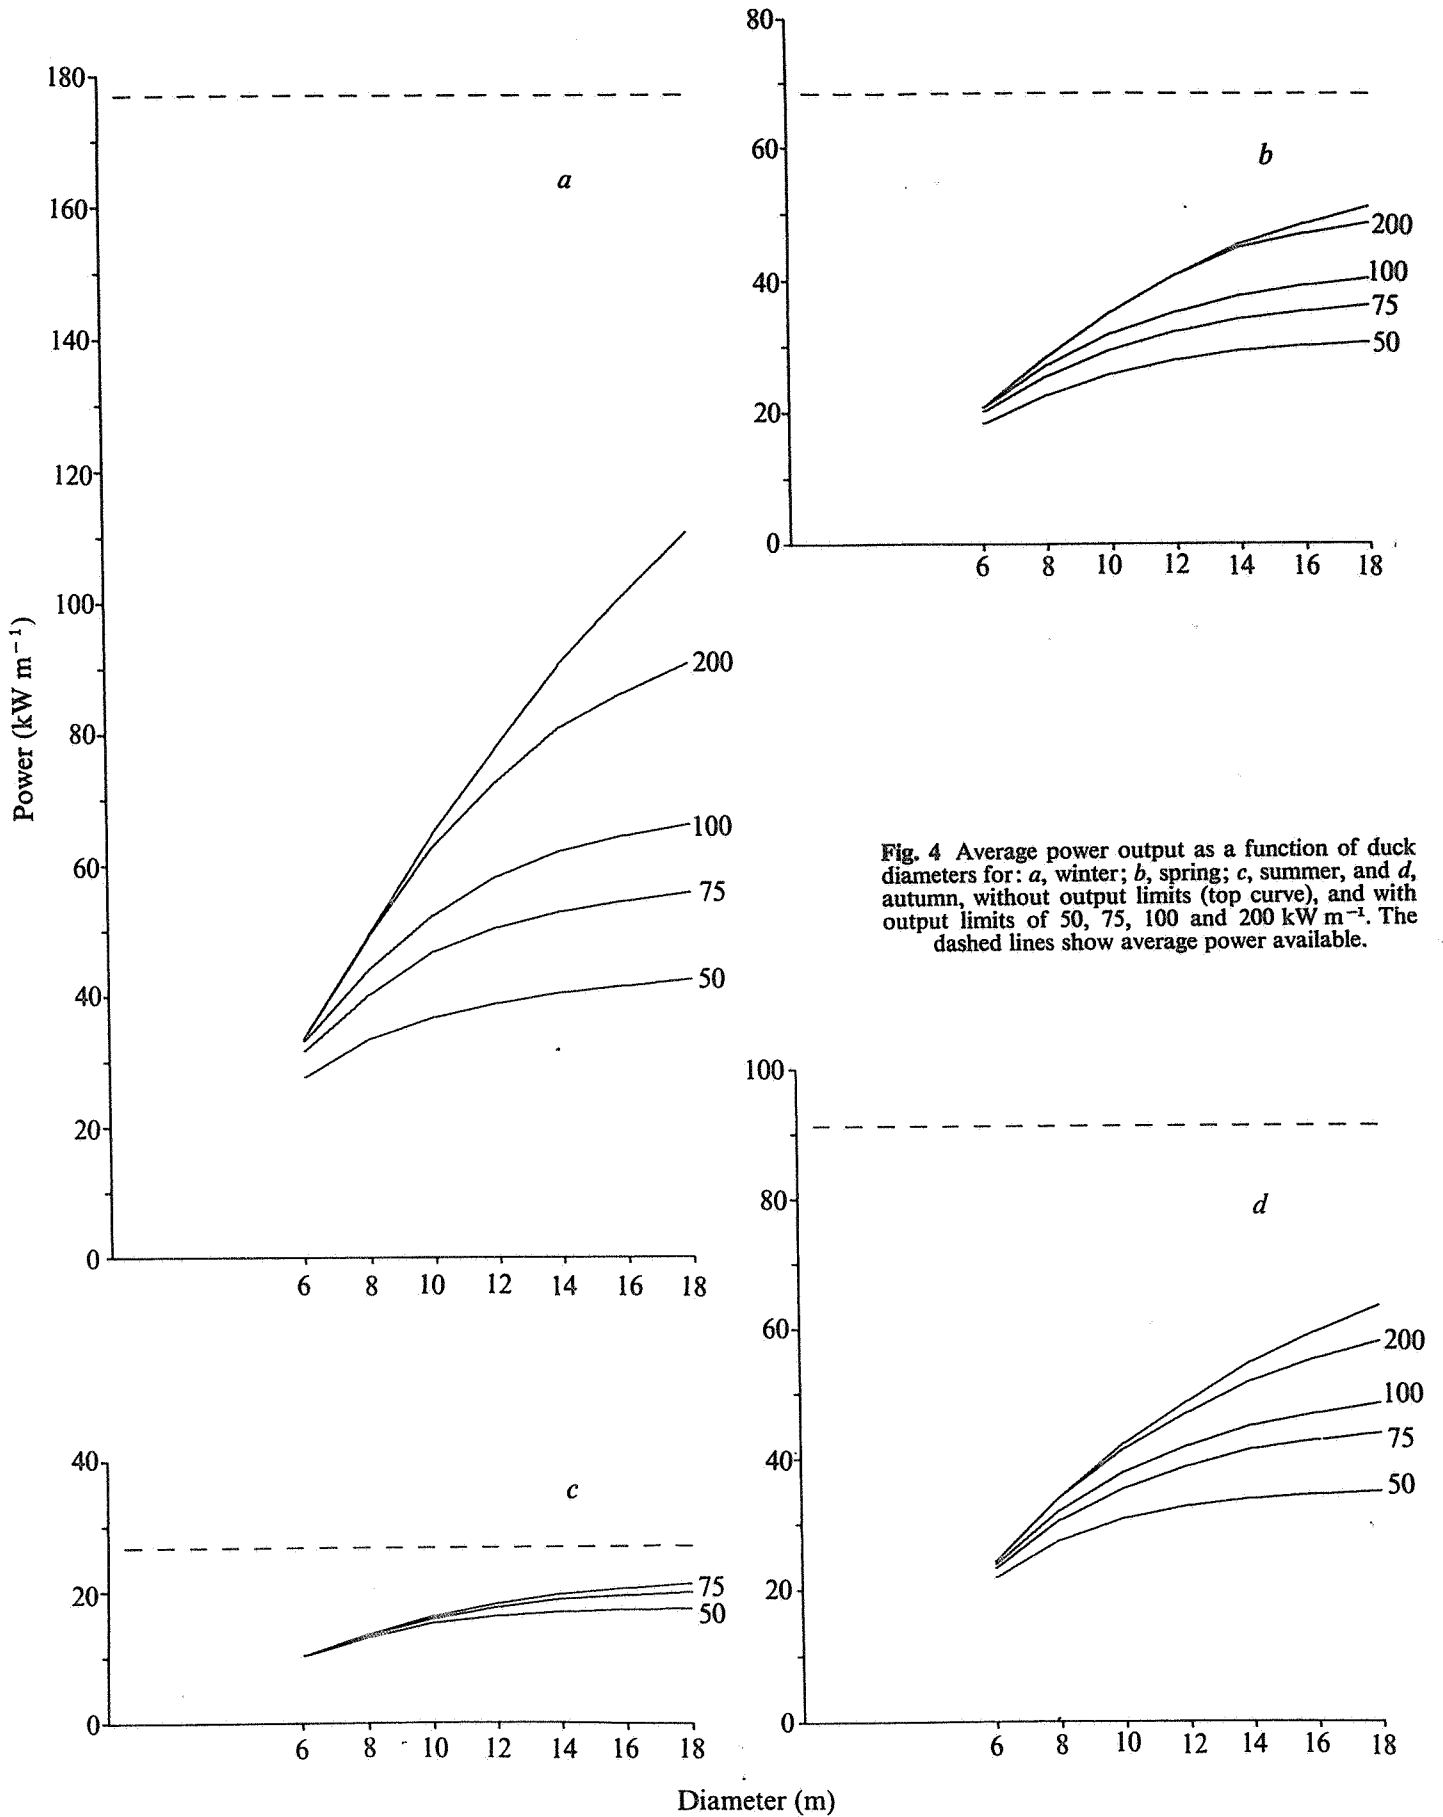 180
160
140
120
100
80
60
40
20
0
6 8 10 12 14 16 18
a
200
100
75
50
Power (kW m⁻¹)
80
60
40
20
0
6 8 10 12 14 16 18
b
200
100
75
50
Fig. 4 Average power output as a function of duck
diameters for: a, winter; b, spring; c, summer, and d,
autumn, without output limits (top curve), and with
output limits of 50, 75, 100 and 200 kW m⁻¹. The
dashed lines show average power available.
40
20
0
6 8 10 12 14 16 18
c
75
50
100
80
60
40
20
0
6 8 10 12 14 16 18
d
200
100
75
50
Diameter (m)